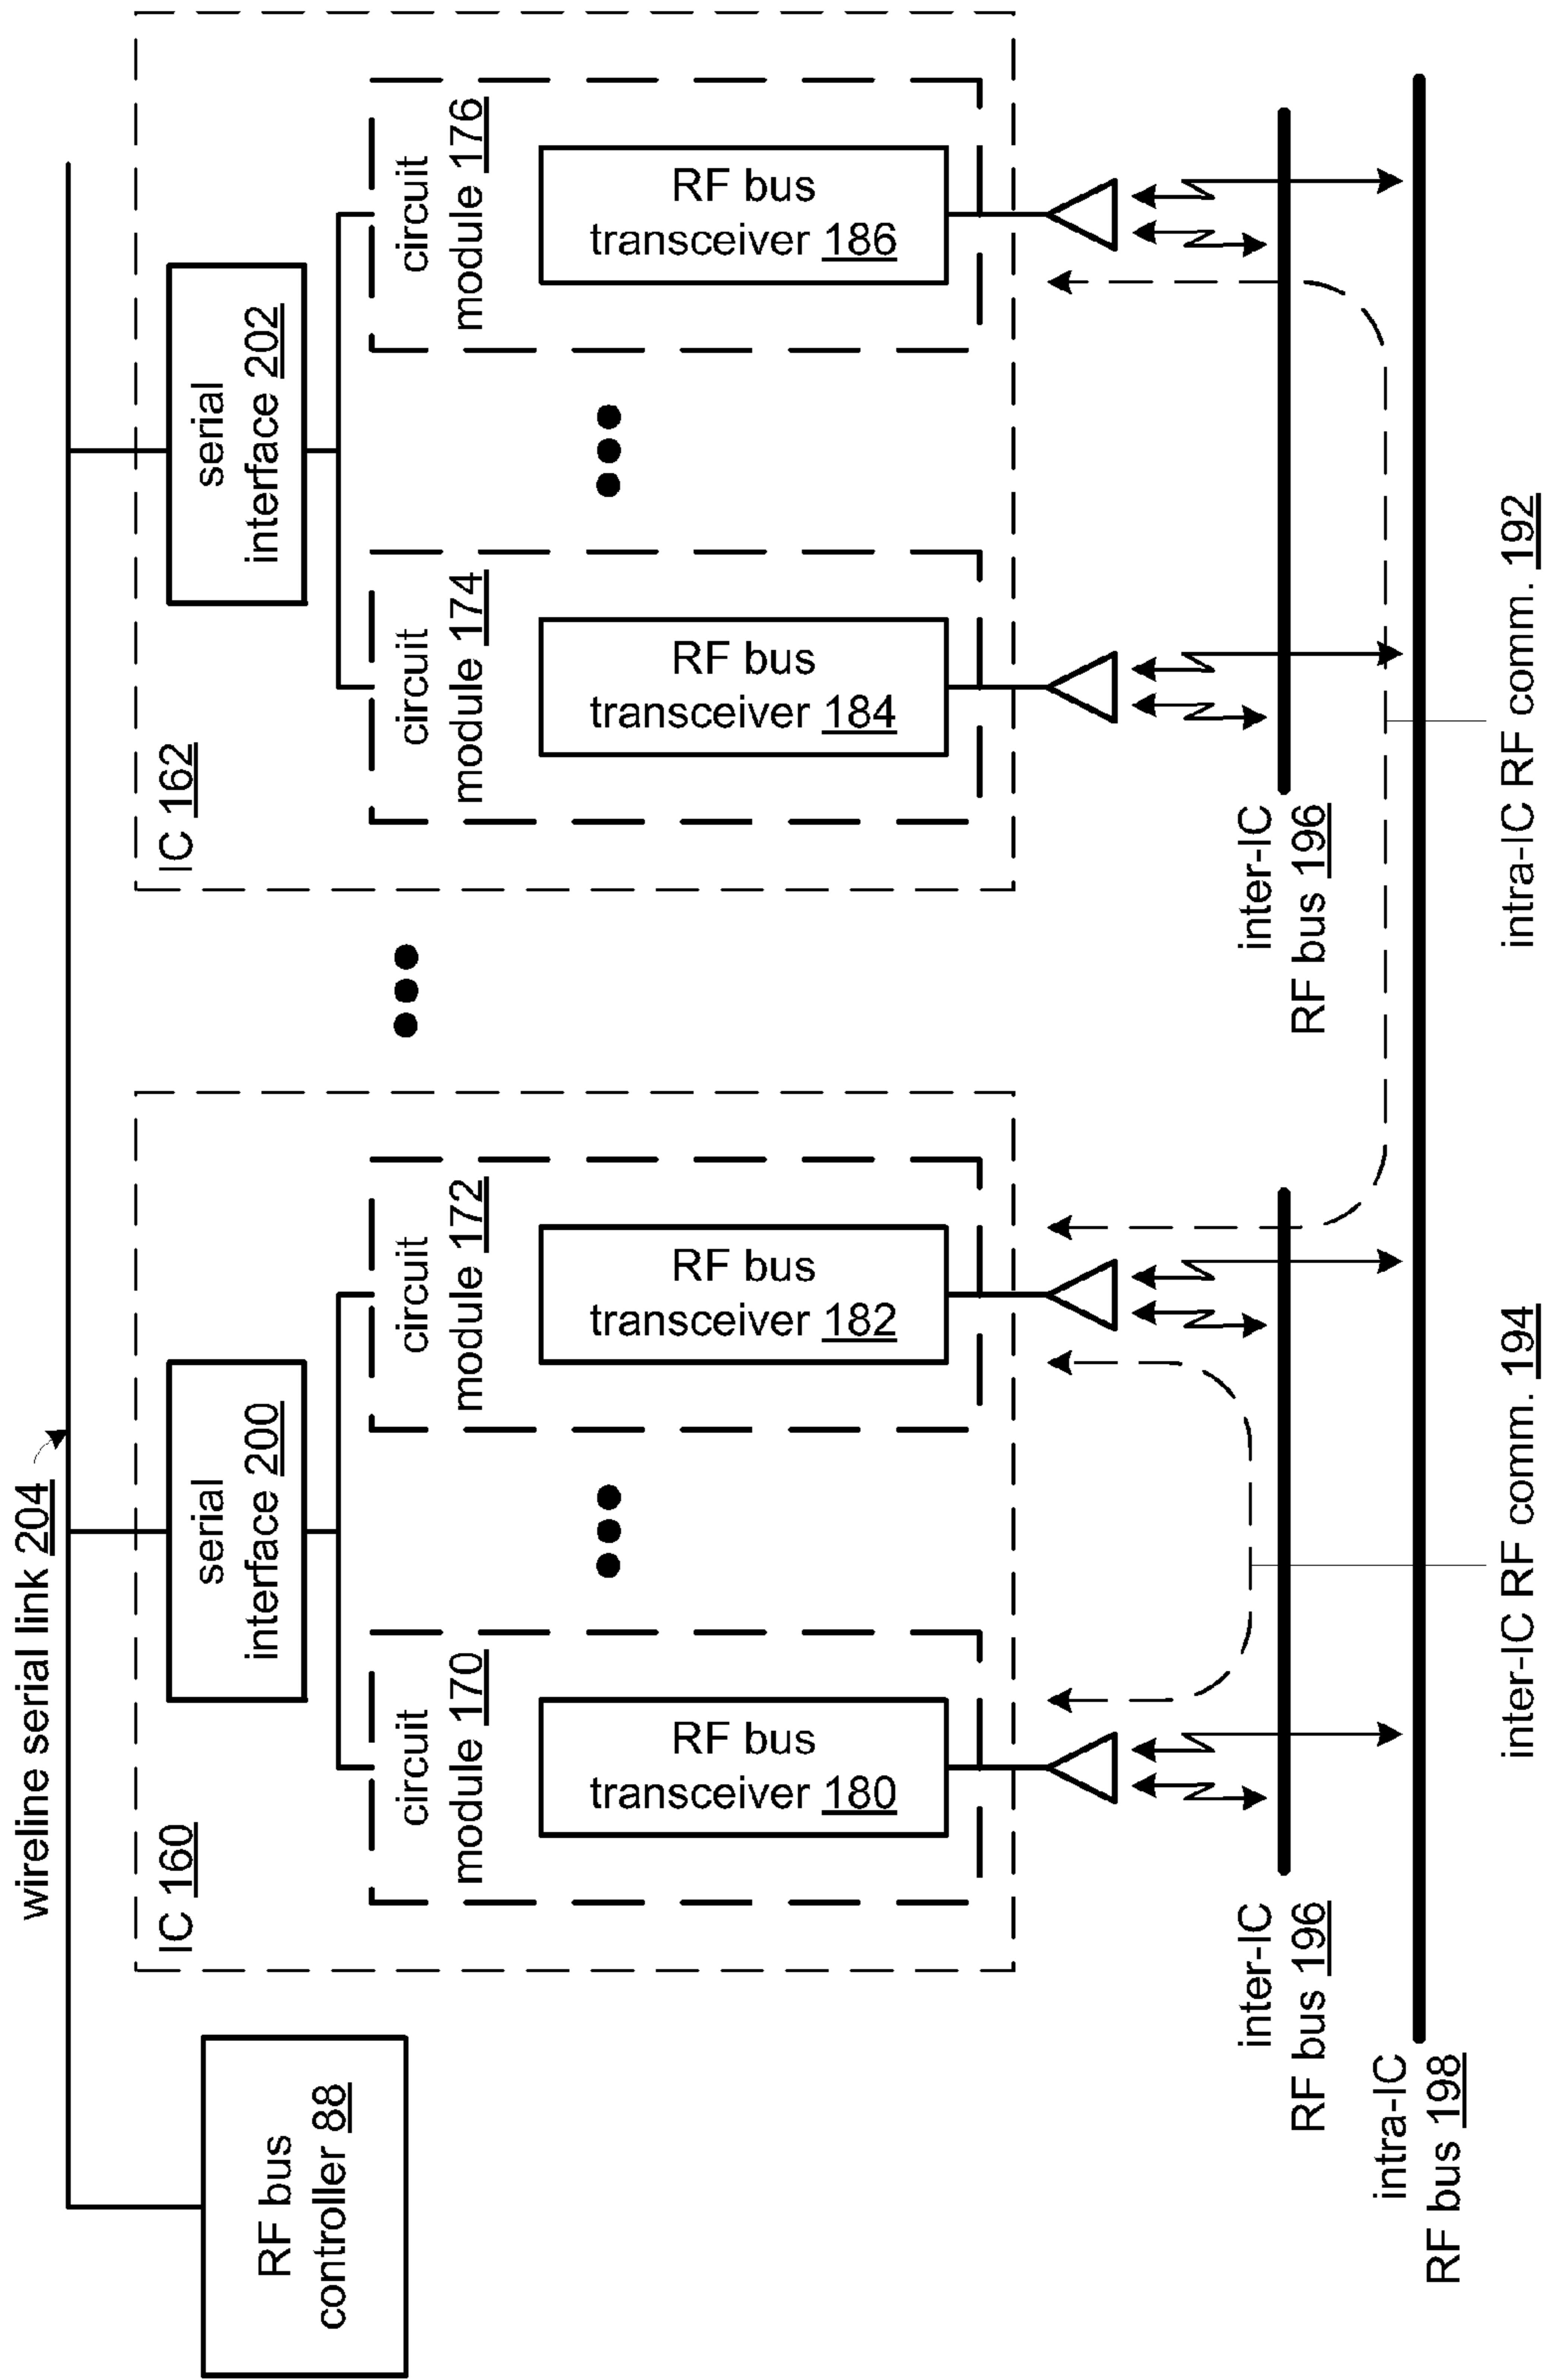 wireline serial link 204
RF bus
controller 88
IC 160
serial
interface 200
circuit
module 170
RF bus
transceiver 180
circuit
module 172
RF bus
transceiver 182
IC 162
serial
interface 202
circuit
module 174
RF bus
transceiver 184
circuit
module 176
RF bus
transceiver 186
inter-IC
RF bus 196
inter-IC
RF bus 196
intra-IC
RF bus 198
inter-IC RF comm. 194
intra-IC RF comm. 192